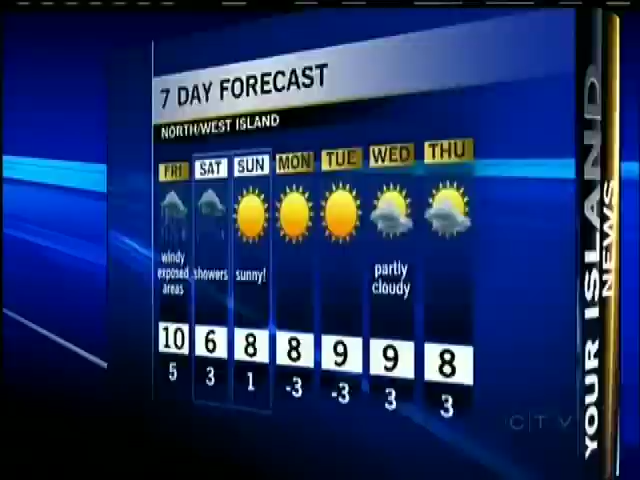 7 DAY FORECAST
NORTH/WEST ISLAND
FRI SAT SUN MON TUE WED THU
windy exposed areas
showers
sunny!
partly cloudy
10 6 8 8 9 9 8
5 3 1 -3 -3 3 3
YOUR ISLAND
NEWS
CTV